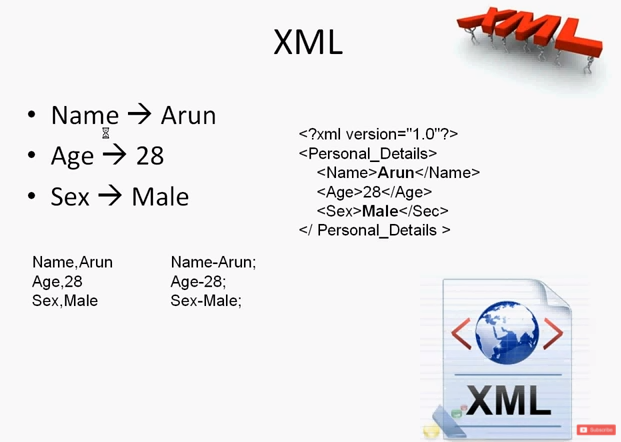 XML
XML
• Name → Arun
• Age → 28
• Sex → Male
<?xml version="1.0"?>
<Personal_Details>
<Name>Arun</Name>
<Age>28</Age>
<Sex>Male</Sec>
</ Personal_Details >
Name,Arun
Age,28
Sex,Male
Name-Arun;
Age-28;
Sex-Male;
< >
XML
Subscribe